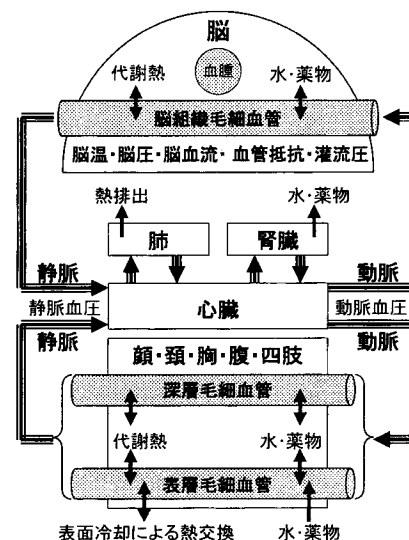 脳
代謝熱 血腫 水・薬物
脳組織毛細血管
脳温・脳圧・脳血流・血管抵抗・灌流圧
熱排出 水・薬物
肺 腎臓
静脈 動脈
静脈血圧 心臓 動脈血圧
静脈 動脈
顔・頚・胸・腹・四肢
深層毛細血管
代謝熱 水・薬物
表層毛細血管
表面冷却による熱交換 水・薬物